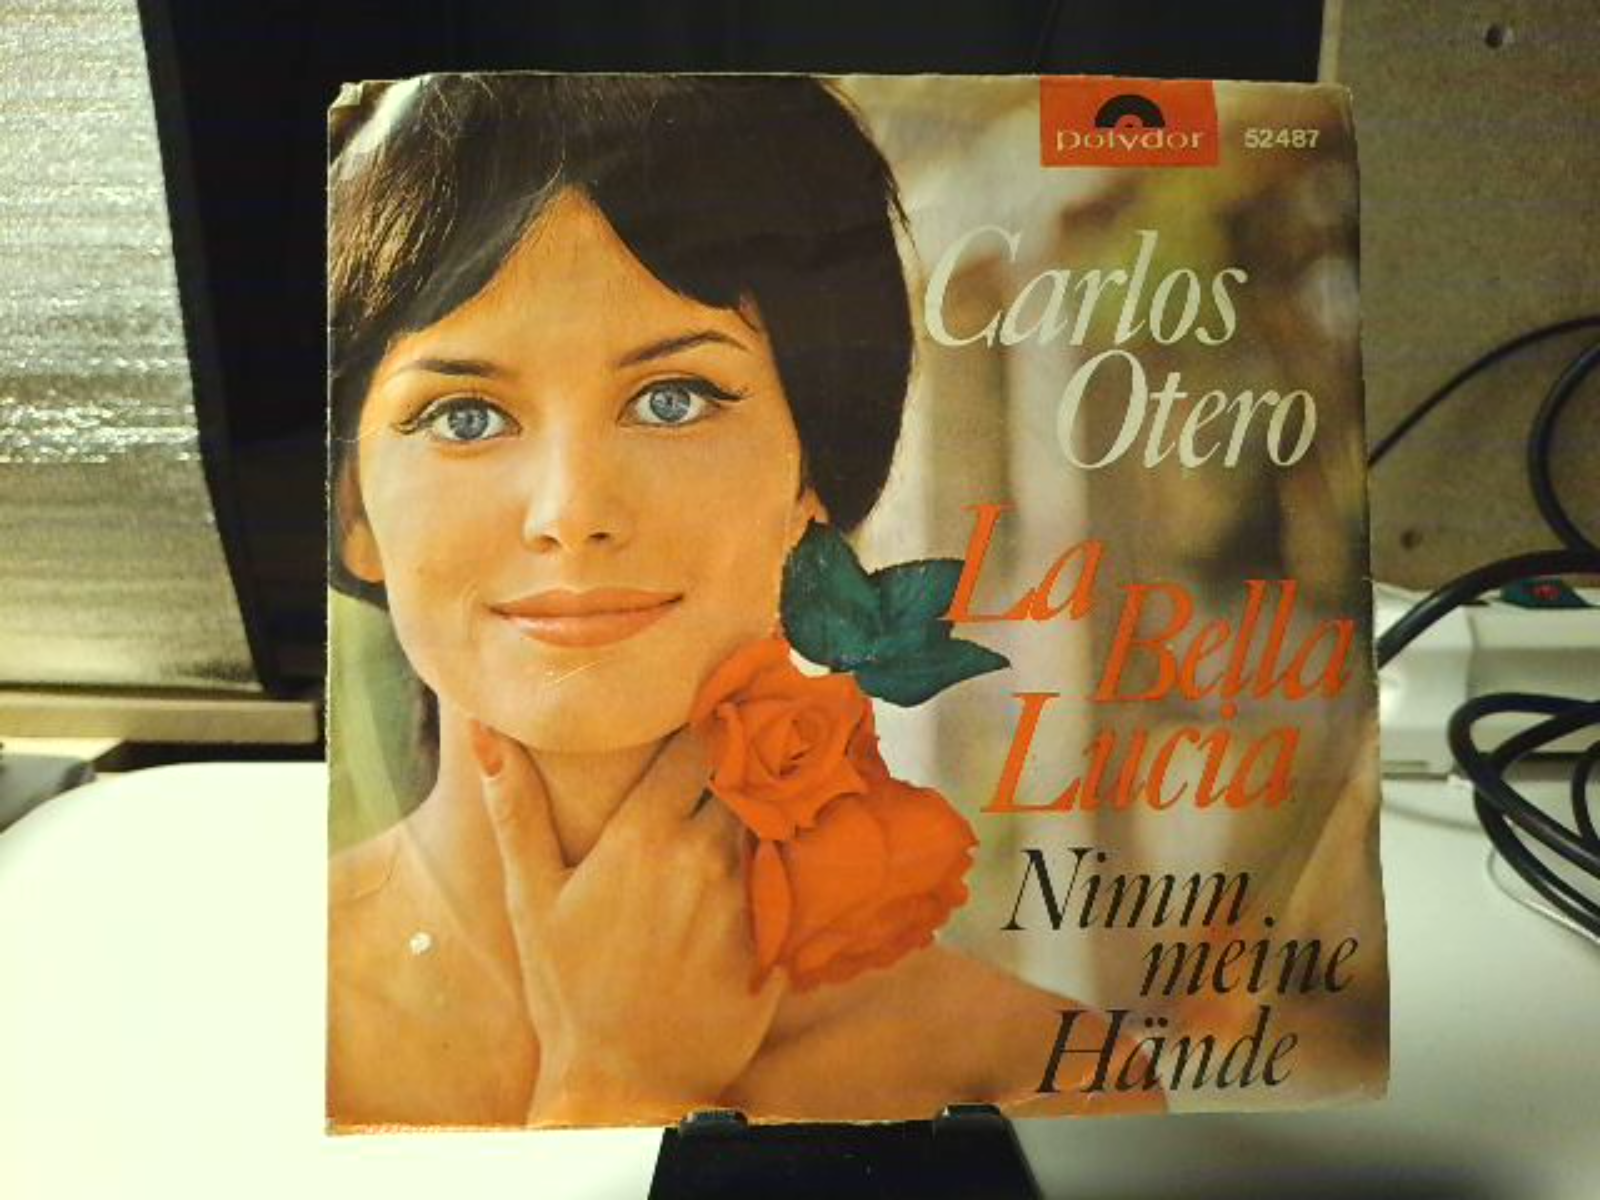 polydor 52487
Carlos
Otero
La
Bella
Lucia
Nimm
meine
Hände